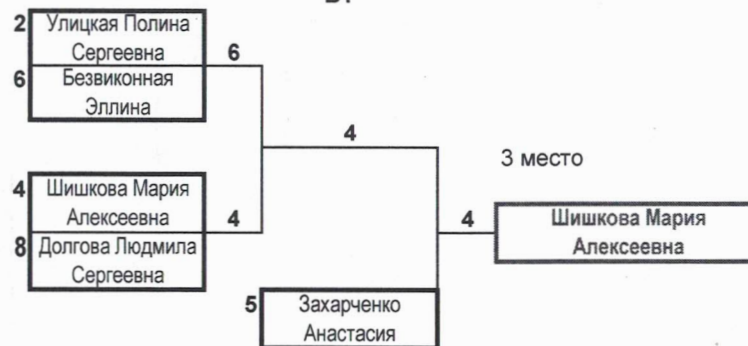 2
Улицкая Полина
Сергеевна
6
6
Безвиконная
Эллина
4
3 место
4
Шишкова Мария
Алексеевна
4
4
Шишкова Мария
Алексеевна
8
Долгова Людмила
Сергеевна
5
Захарченко
Анастасия